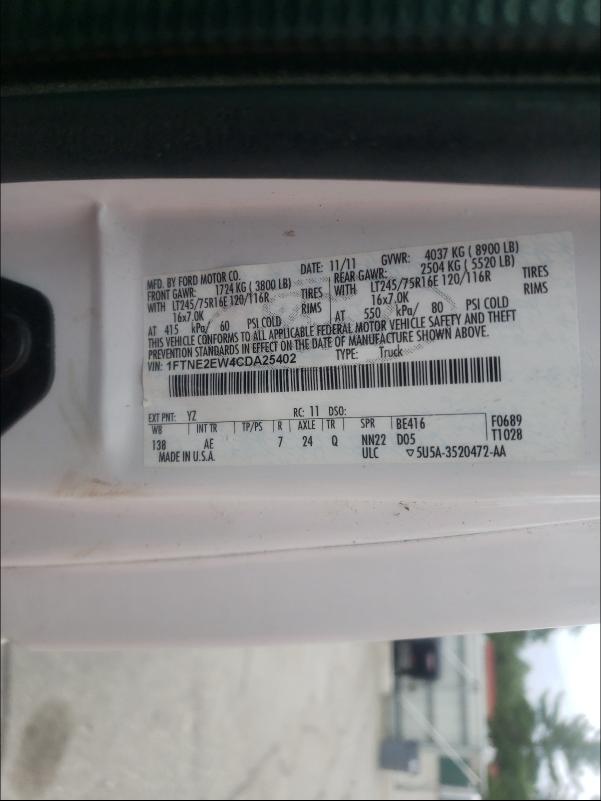 MFD. BY FORD MOTOR CO.
DATE: 11/11 GVWR: 4037 KG ( 8900 LB)
FRONT GAWR: 1724 KG ( 3800 LB) REAR GAWR: 2504 KG ( 5520 LB)
WITH LT245/75R16E 120/116R TIRES WITH LT245/75R16E 120/116R TIRES
16x7.0K RIMS 16x7.0K RIMS
AT 415 kPa/ 60 PSI COLD AT 550 kPa/ 80 PSI COLD
THIS VEHICLE CONFORMS TO ALL APPLICABLE FEDERAL MOTOR VEHICLE SAFETY AND THEFT
PREVENTION STANDARDS IN EFFECT ON THE DATE OF MANUFACTURE SHOWN ABOVE.
VIN: 1FTNE2EW4CDA25402 TYPE: Truck
EXT PNT: YZ RC: 11 DSO:
WB INT TR TP/PS R AXLE TR SPR BE416 F0689
138 AE 7 24 Q NN22 D05 T1028
MADE IN U.S.A. ULC ▽5U5A-3520472-AA